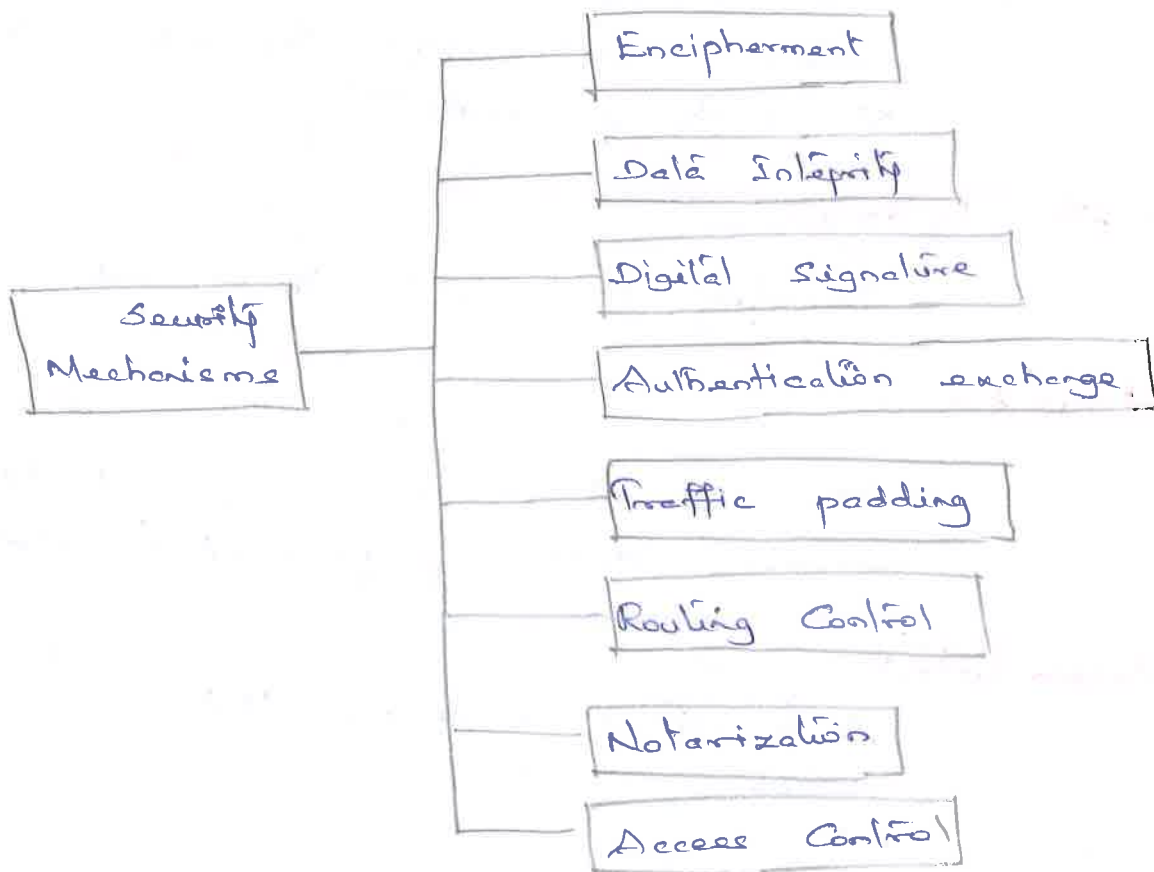 Encipherment
Data Integrity
Digital Signature
Security
Mechanisms
Authentication exchange
Traffic padding
Routing Control
Notarization
Access Control